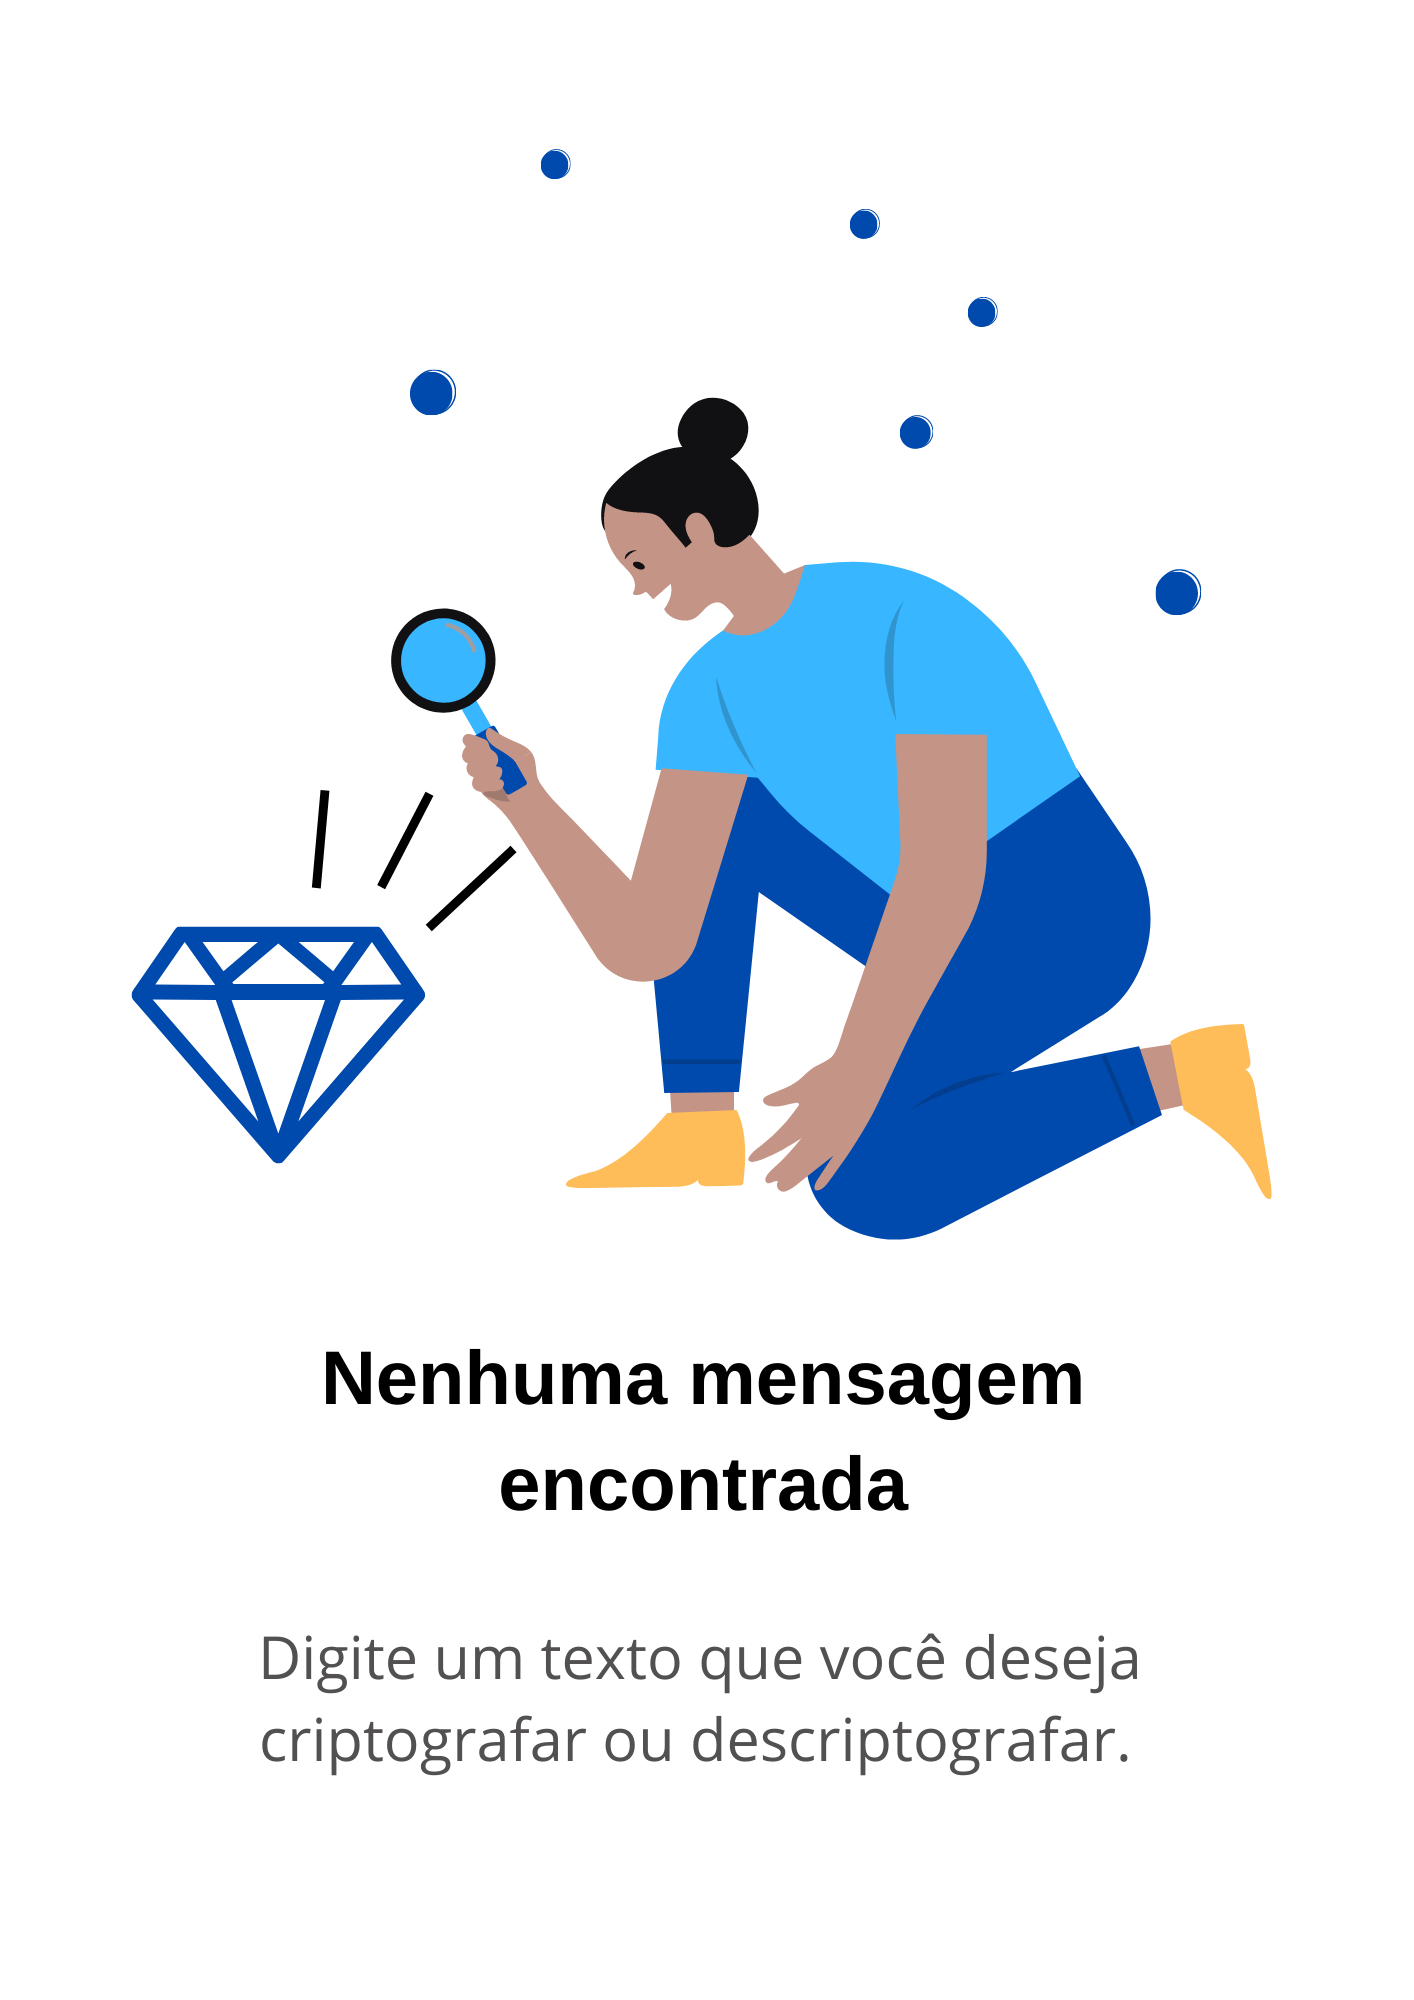 Nenhuma mensagem
encontrada
Digite um texto que você deseja
criptografar ou descriptografar.